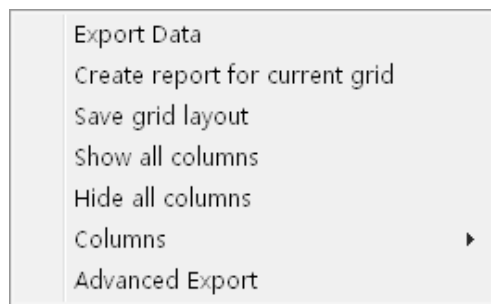 Export Data
Create report for current grid
Save grid layout
Show all columns
Hide all columns
Columns
Advanced Export